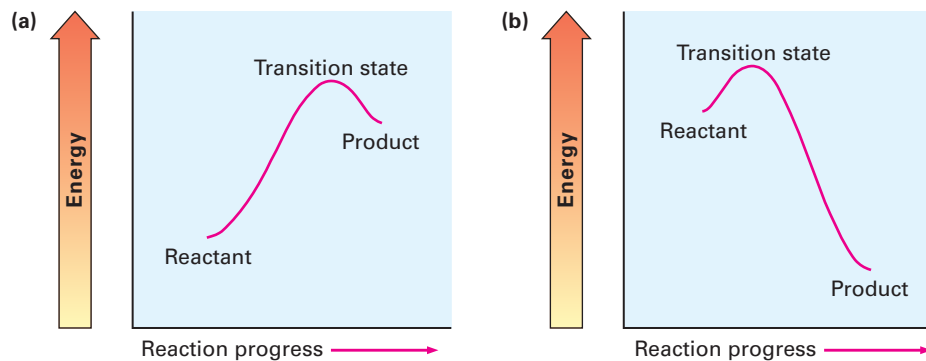 (a)
Energy
Transition state
Product
Reactant
Reaction progress
(b)
Energy
Transition state
Reactant
Product
Reaction progress